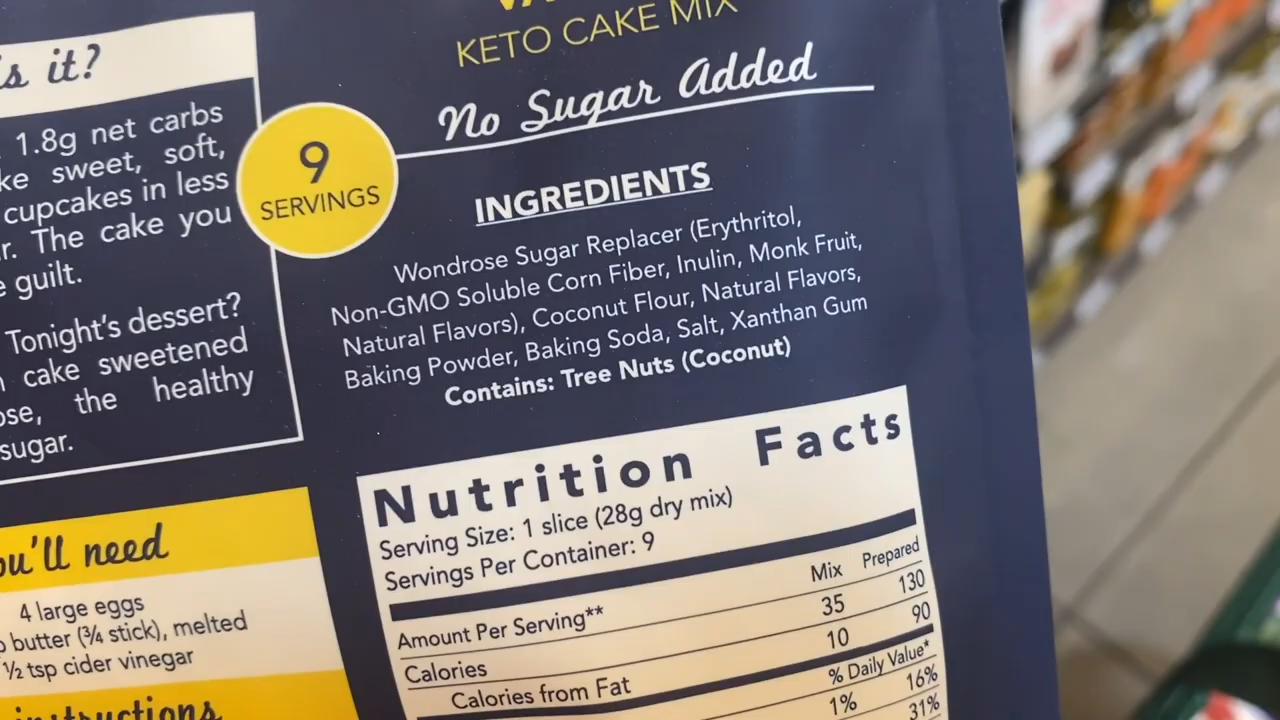 KETO CAKE MIX
No Sugar Added
is it?
1.8g net carbs
sweet, soft,
cupcakes in less
The cake you
guilt.
Tonight's dessert?
cake sweetened
the healthy
sugar.
9
SERVINGS
INGREDIENTS
Wondrose Sugar Replacer (Erythritol,
Non-GMO Soluble Corn Fiber, Inulin, Monk Fruit,
Natural Flavors), Coconut Flour, Natural Flavors,
Baking Powder, Baking Soda, Salt, Xanthan Gum
Contains: Tree Nuts (Coconut)
Nutrition Facts
Serving Size: 1 slice (28g dry mix)
Servings Per Container: 9
Mix Prepared
Amount Per Serving** 35 130
Calories 10 90
Calories from Fat
% Daily Value*
1% 16%
31%
you'll need
4 large eggs
butter (¾ stick), melted
½ tsp cider vinegar
instructions